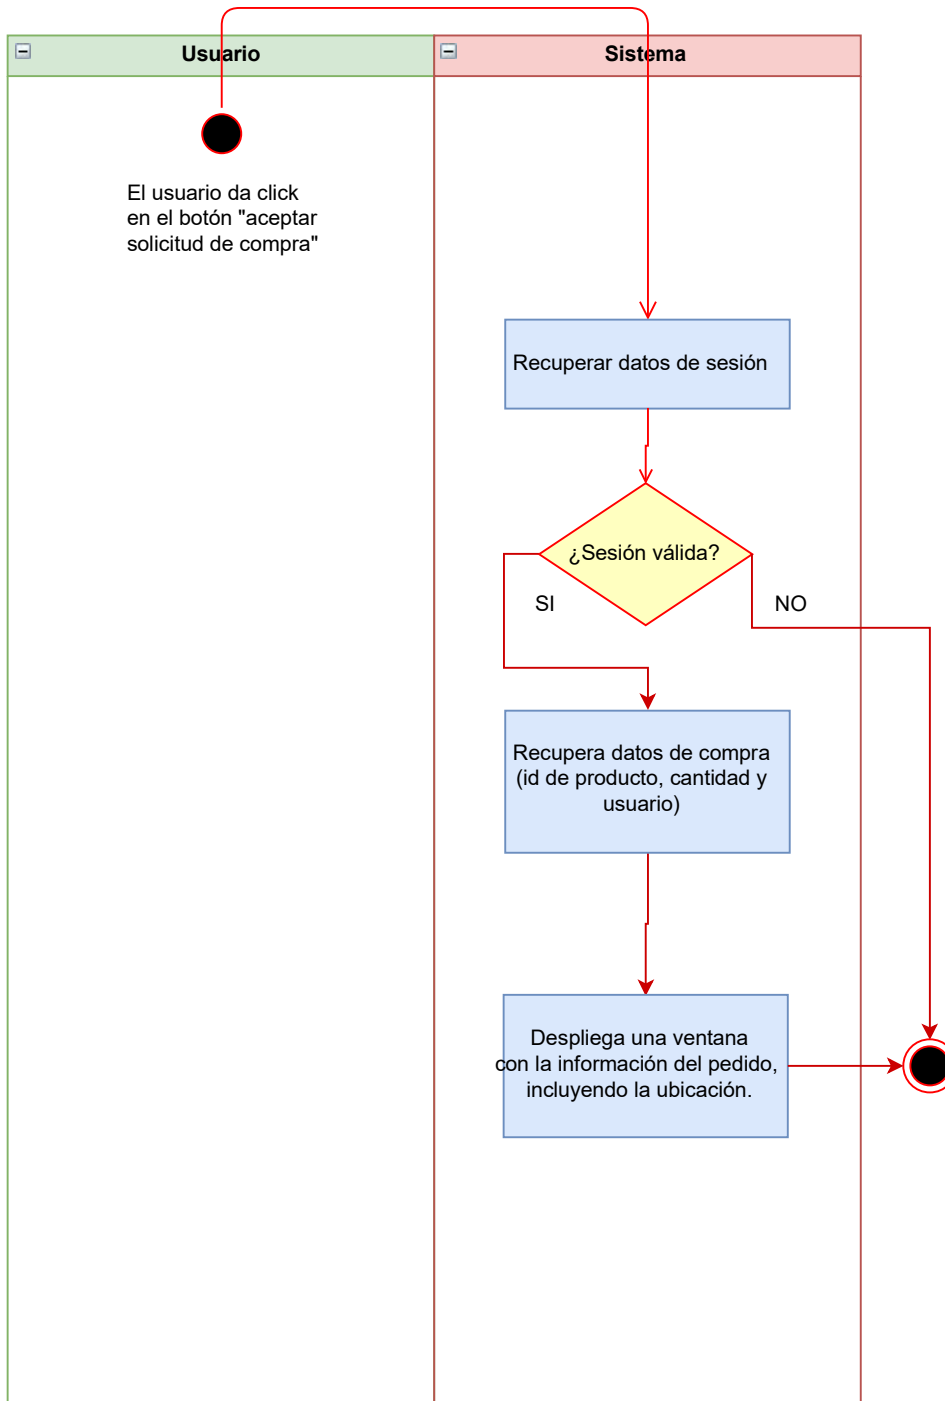 Usuario
Sistema
El usuario da click
en el botón "aceptar
solicitud de compra"
Recuperar datos de sesión
¿Sesión válida?
SI
NO
Recupera datos de compra
(id de producto, cantidad y
usuario)
Despliega una ventana
con la información del pedido,
incluyendo la ubicación.